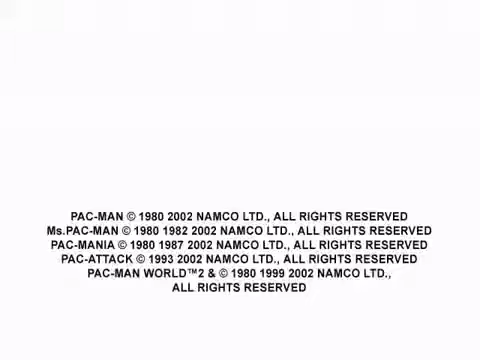 PAC-MAN © 1980 2002 NAMCO LTD., ALL RIGHTS RESERVED
Ms.PAC-MAN © 1980 1982 2002 NAMCO LTD., ALL RIGHTS RESERVED
PAC-MANIA © 1980 1987 2002 NAMCO LTD., ALL RIGHTS RESERVED
PAC-ATTACK © 1993 2002 NAMCO LTD., ALL RIGHTS RESERVED
PAC-MAN WORLD™2 & © 1980 1999 2002 NAMCO LTD.,
ALL RIGHTS RESERVED